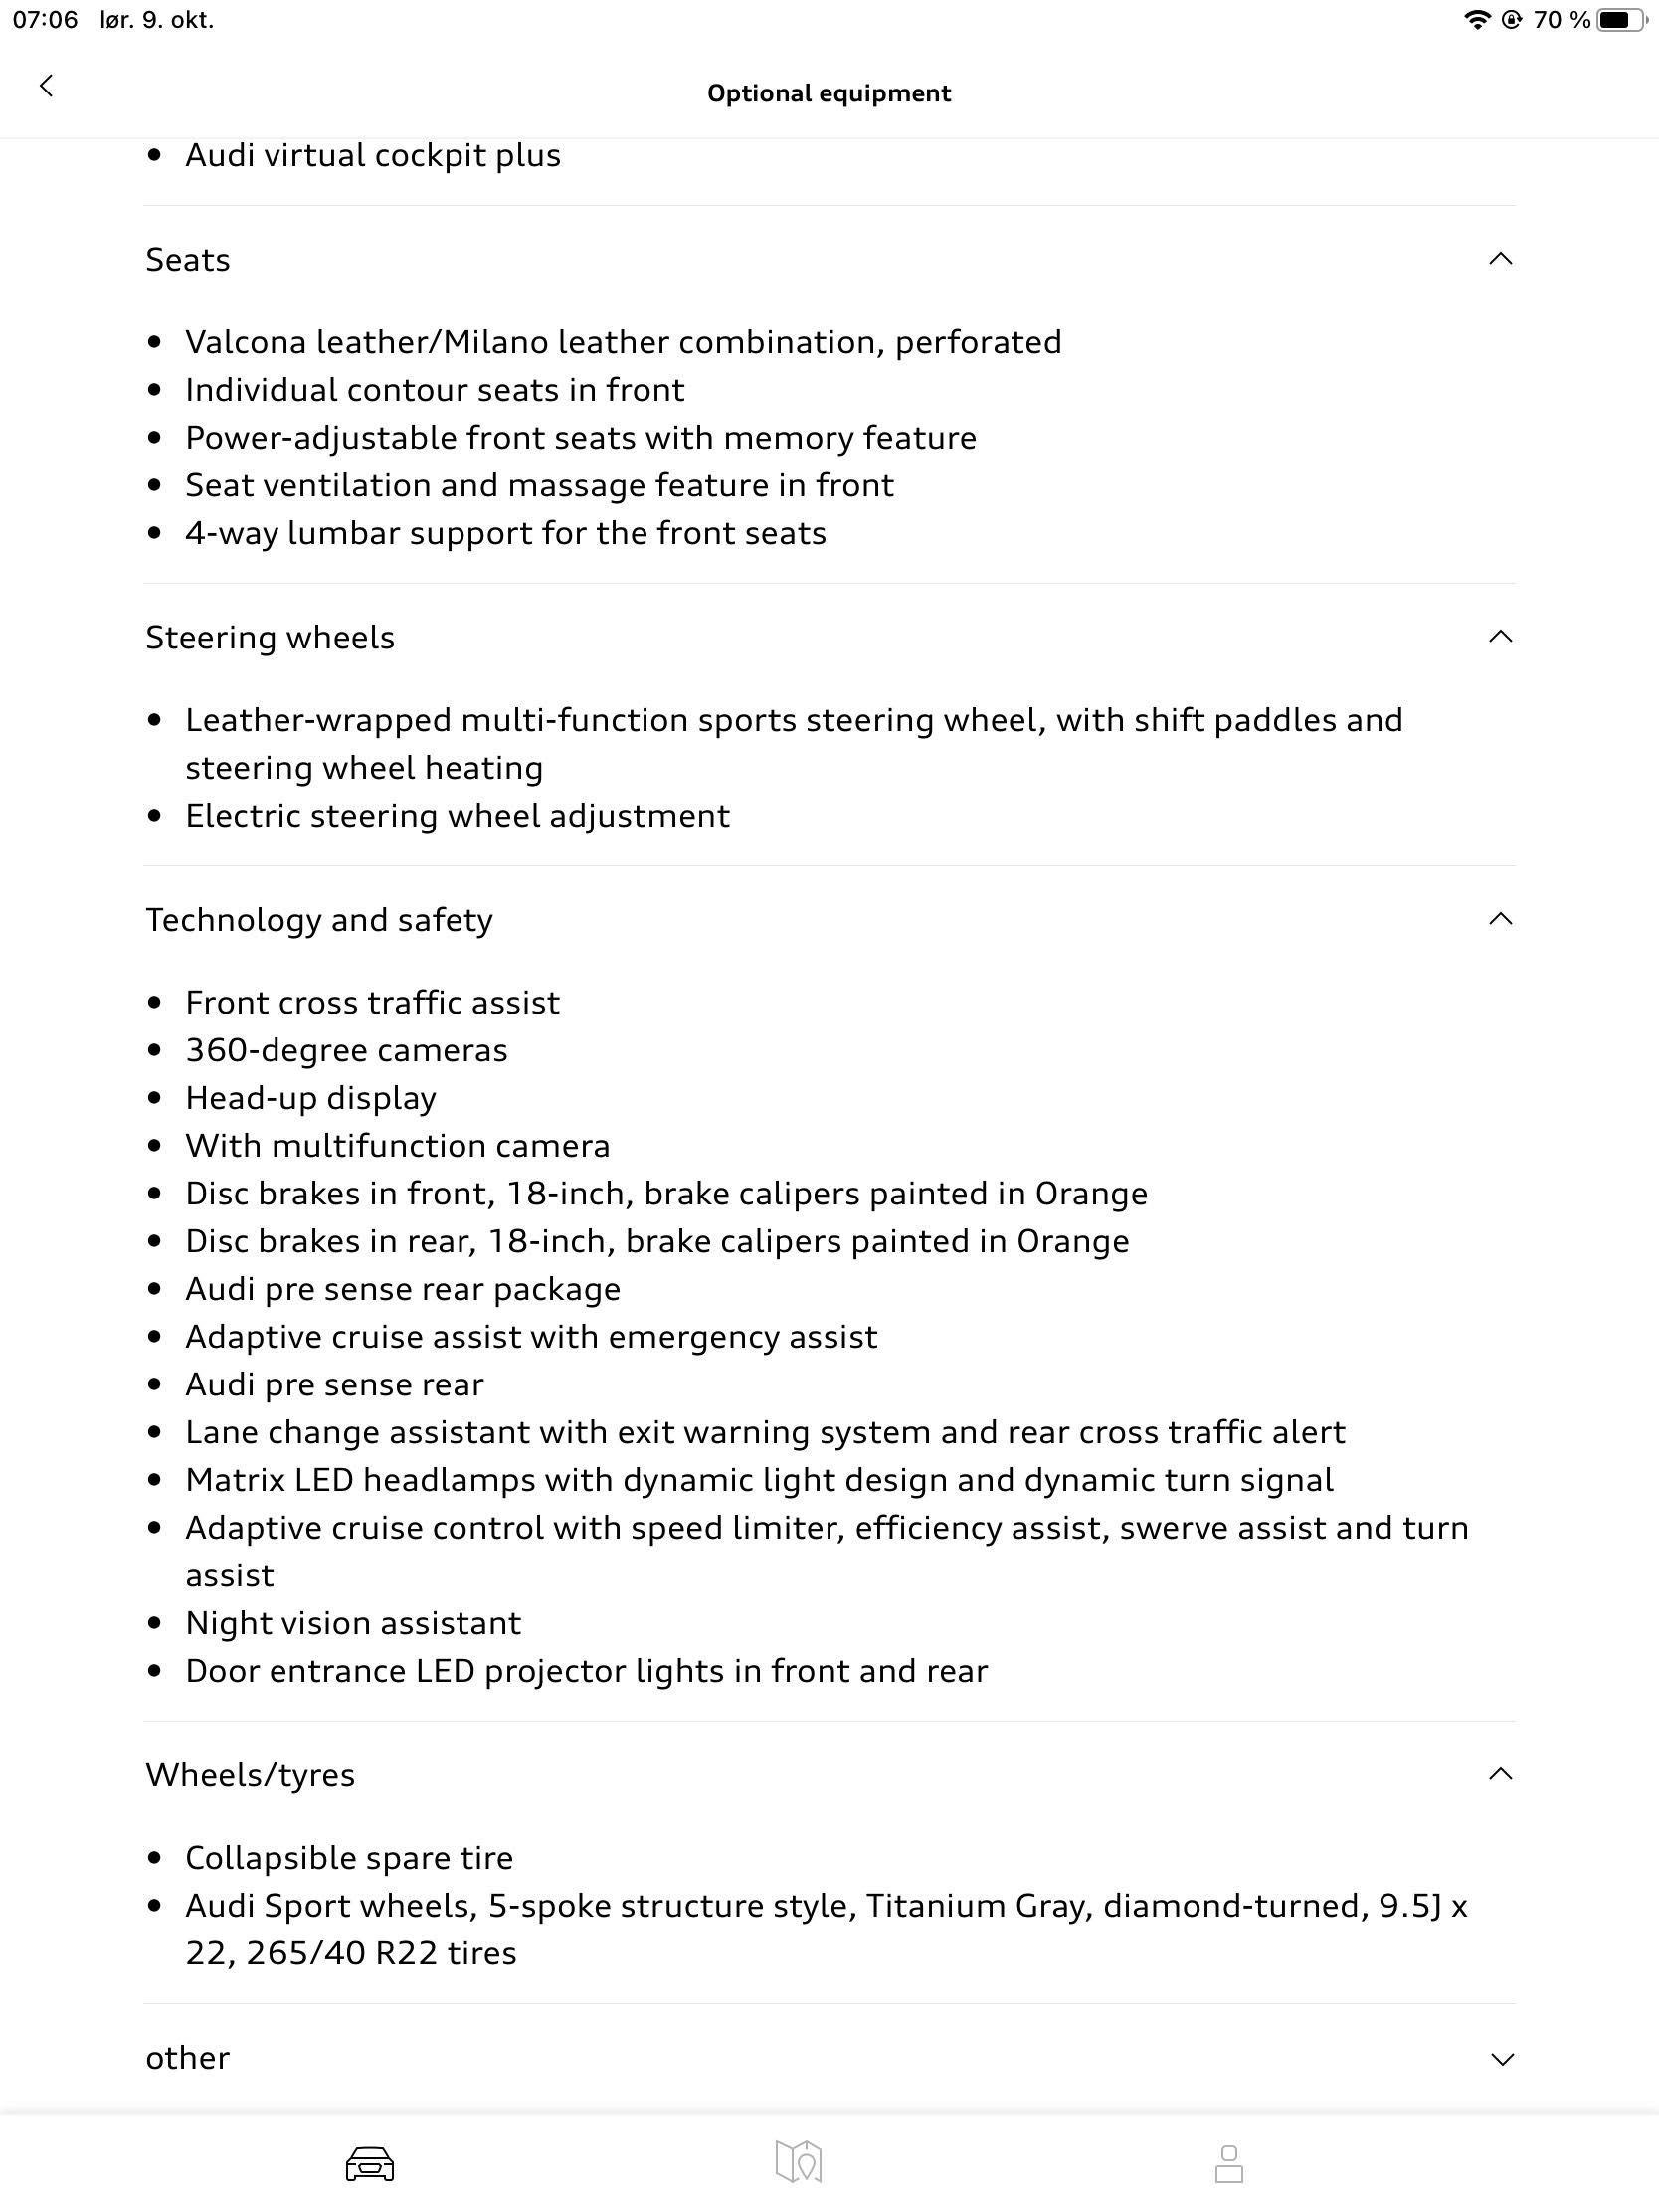 07:06 lør. 9. okt. 70 %
Optional equipment
• Audi virtual cockpit plus
Seats
• Valcona leather/Milano leather combination, perforated
• Individual contour seats in front
• Power-adjustable front seats with memory feature
• Seat ventilation and massage feature in front
• 4-way lumbar support for the front seats
Steering wheels
• Leather-wrapped multi-function sports steering wheel, with shift paddles and
steering wheel heating
• Electric steering wheel adjustment
Technology and safety
• Front cross traffic assist
• 360-degree cameras
• Head-up display
• With multifunction camera
• Disc brakes in front, 18-inch, brake calipers painted in Orange
• Disc brakes in rear, 18-inch, brake calipers painted in Orange
• Audi pre sense rear package
• Adaptive cruise assist with emergency assist
• Audi pre sense rear
• Lane change assistant with exit warning system and rear cross traffic alert
• Matrix LED headlamps with dynamic light design and dynamic turn signal
• Adaptive cruise control with speed limiter, efficiency assist, swerve assist and turn
assist
• Night vision assistant
• Door entrance LED projector lights in front and rear
Wheels/tyres
• Collapsible spare tire
• Audi Sport wheels, 5-spoke structure style, Titanium Gray, diamond-turned, 9.5J x
22, 265/40 R22 tires
other